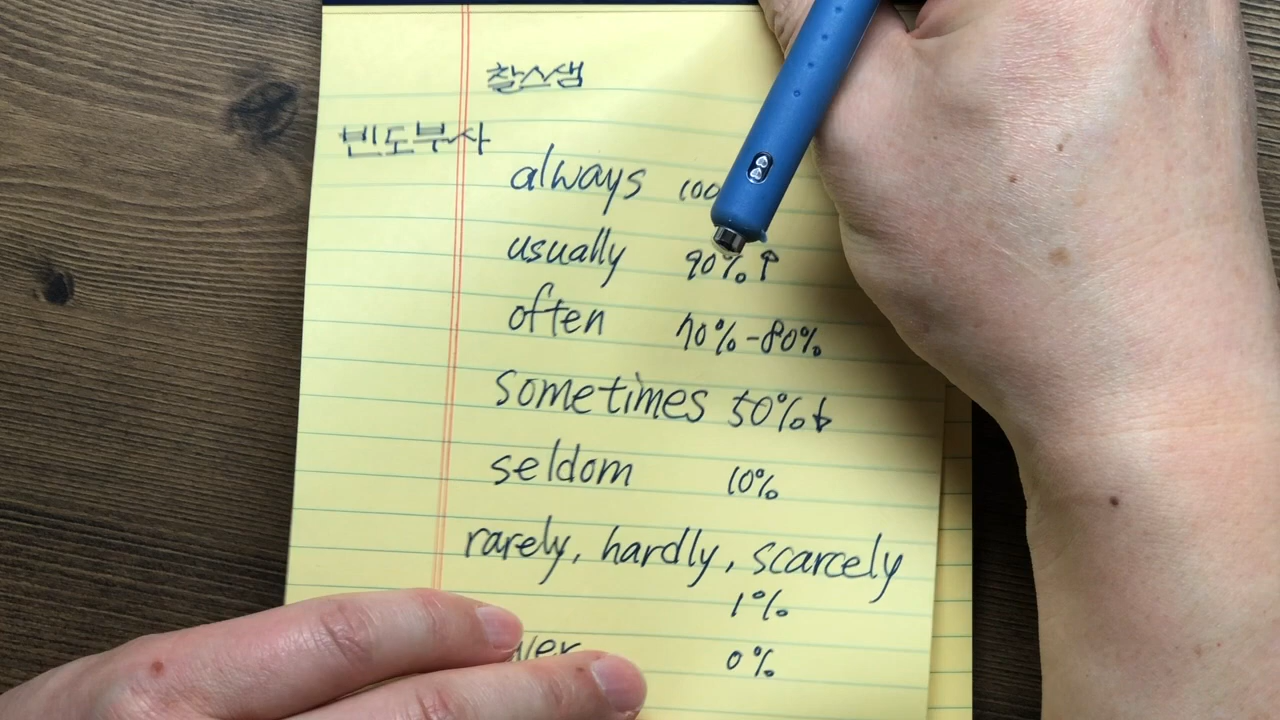 찰스샘
빈도부사
always 100
usually 90%↑
often 70%-80%
sometimes 50%↓
seldom 10%
rarely, hardly, scarcely
1%
0%